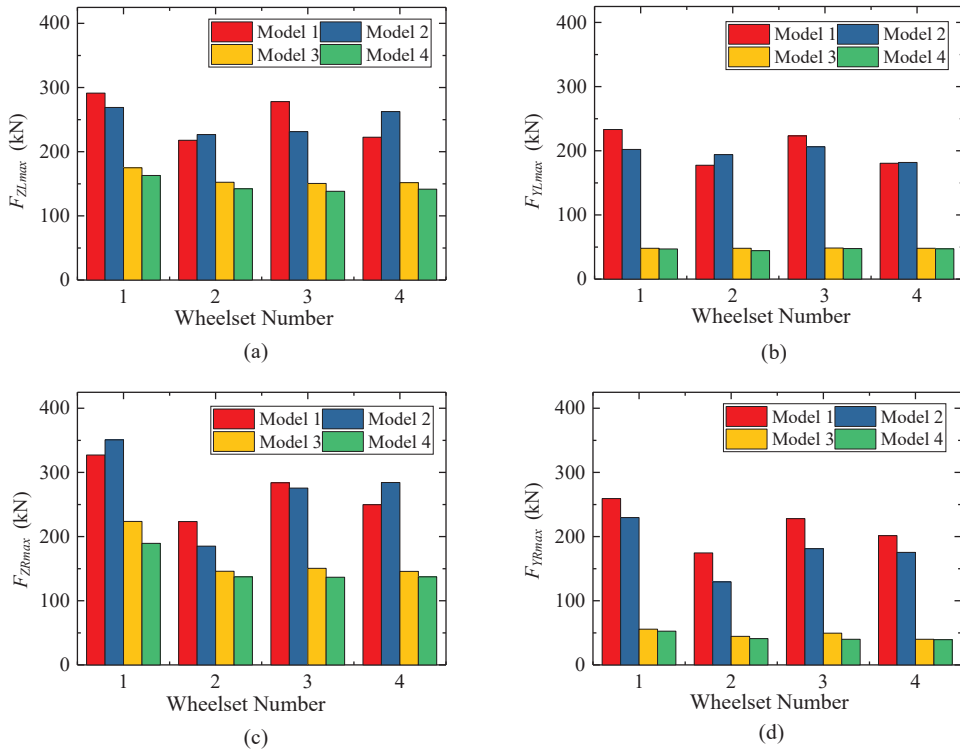 400
300
200
100
0
F_ZLmax (kN)
Model 1 Model 2
Model 3 Model 4
1 2 3 4
Wheelset Number
(a)
400
300
200
100
0
F_YLmax (kN)
Model 1 Model 2
Model 3 Model 4
1 2 3 4
Wheelset Number
(b)
400
300
200
100
0
F_ZRmax (kN)
Model 1 Model 2
Model 3 Model 4
1 2 3 4
Wheelset Number
(c)
400
300
200
100
0
F_YRmax (kN)
Model 1 Model 2
Model 3 Model 4
1 2 3 4
Wheelset Number
(d)